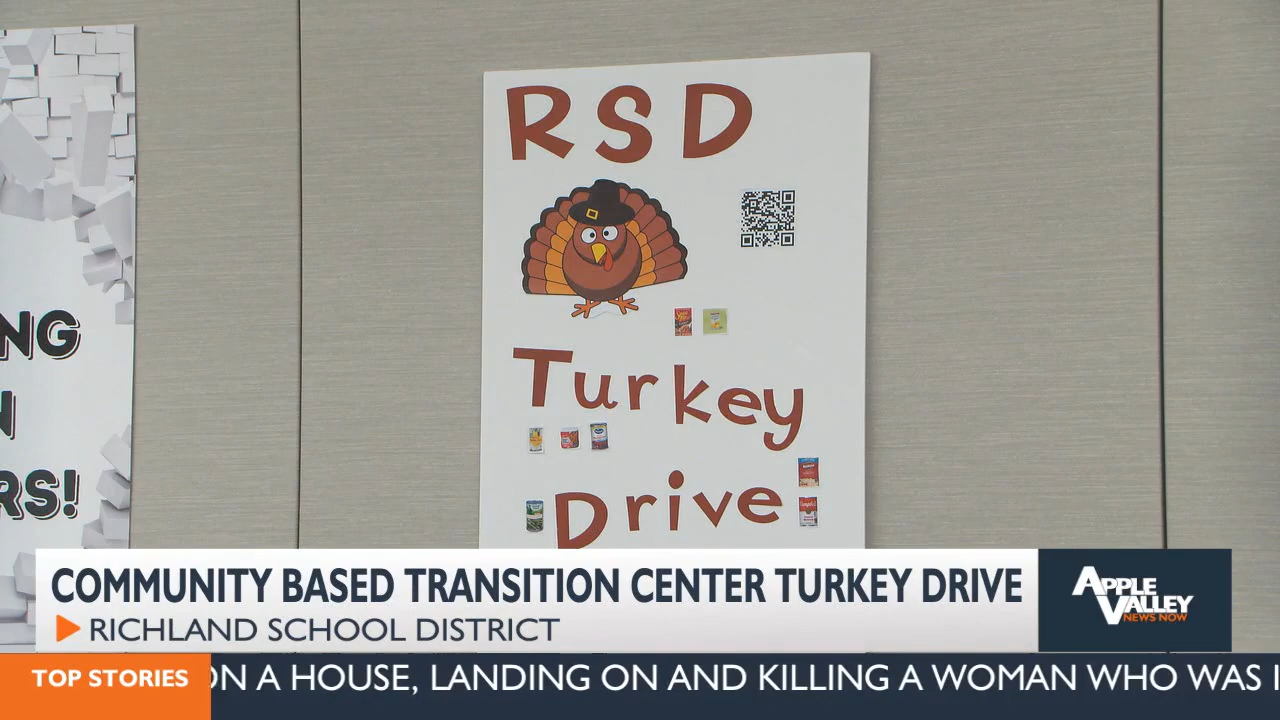 RSD
Turkey
Drive
NG
N
RS!
COMMUNITY BASED TRANSITION CENTER TURKEY DRIVE
RICHLAND SCHOOL DISTRICT
APPLE
VALLEY
NEWS NOW
TOP STORIES
ON A HOUSE, LANDING ON AND KILLING A WOMAN WHO WAS I